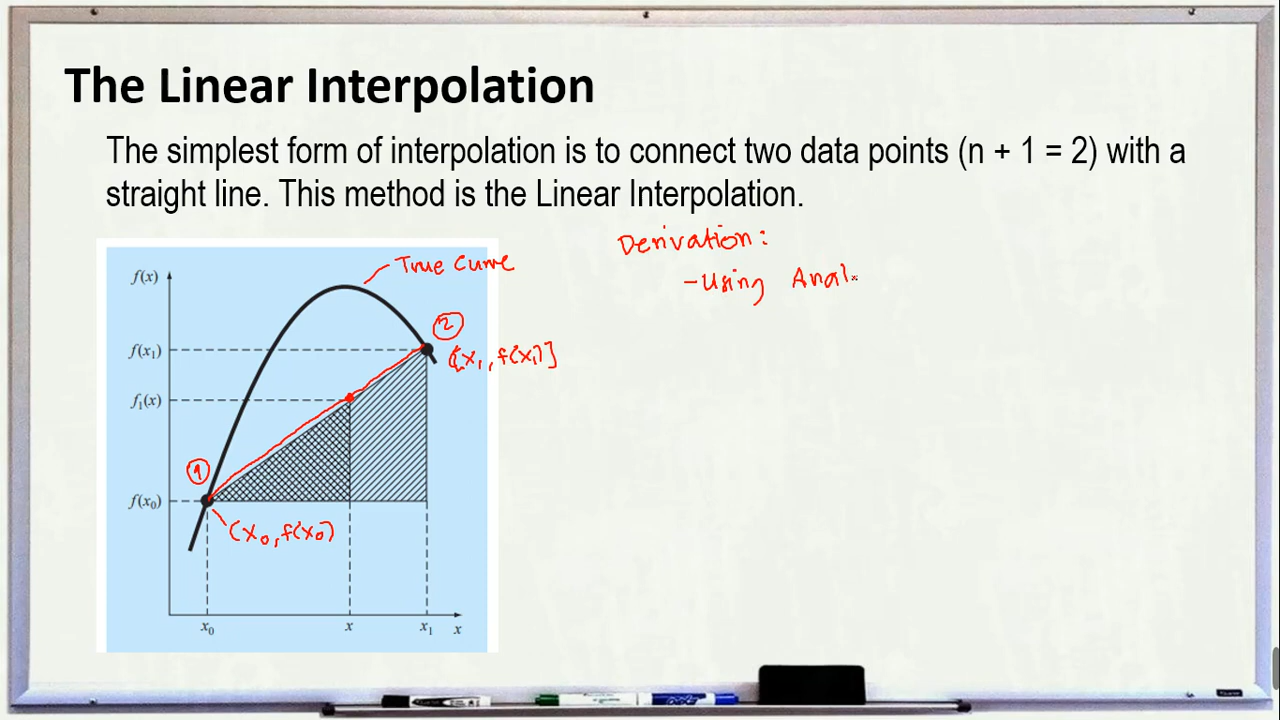 The Linear Interpolation
The simplest form of interpolation is to connect two data points (n + 1 = 2) with a
straight line. This method is the Linear Interpolation.
Derivation:
-Using Anal
f(x)
True Curve
②
f(x₁)
[x₁, f(x₁)]
f₁(x)
①
f(x₀)
(x₀, f(x₀)
x₀ x x₁ x